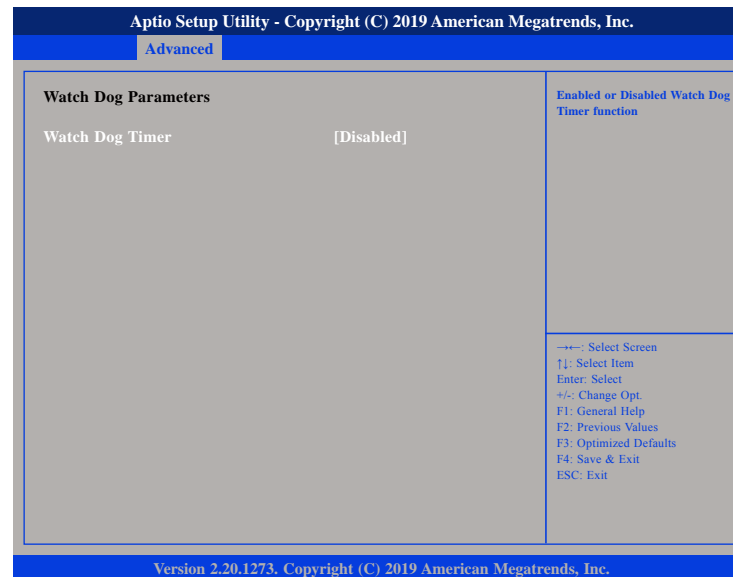 Aptio Setup Utility - Copyright (C) 2019 American Megatrends, Inc.
Advanced
Watch Dog Parameters
Watch Dog Timer [Disabled]
Enabled or Disabled Watch Dog
Timer function
→←: Select Screen
↑↓: Select Item
Enter: Select
+/-: Change Opt.
F1: General Help
F2: Previous Values
F3: Optimized Defaults
F4: Save & Exit
ESC: Exit
Version 2.20.1273. Copyright (C) 2019 American Megatrends, Inc.